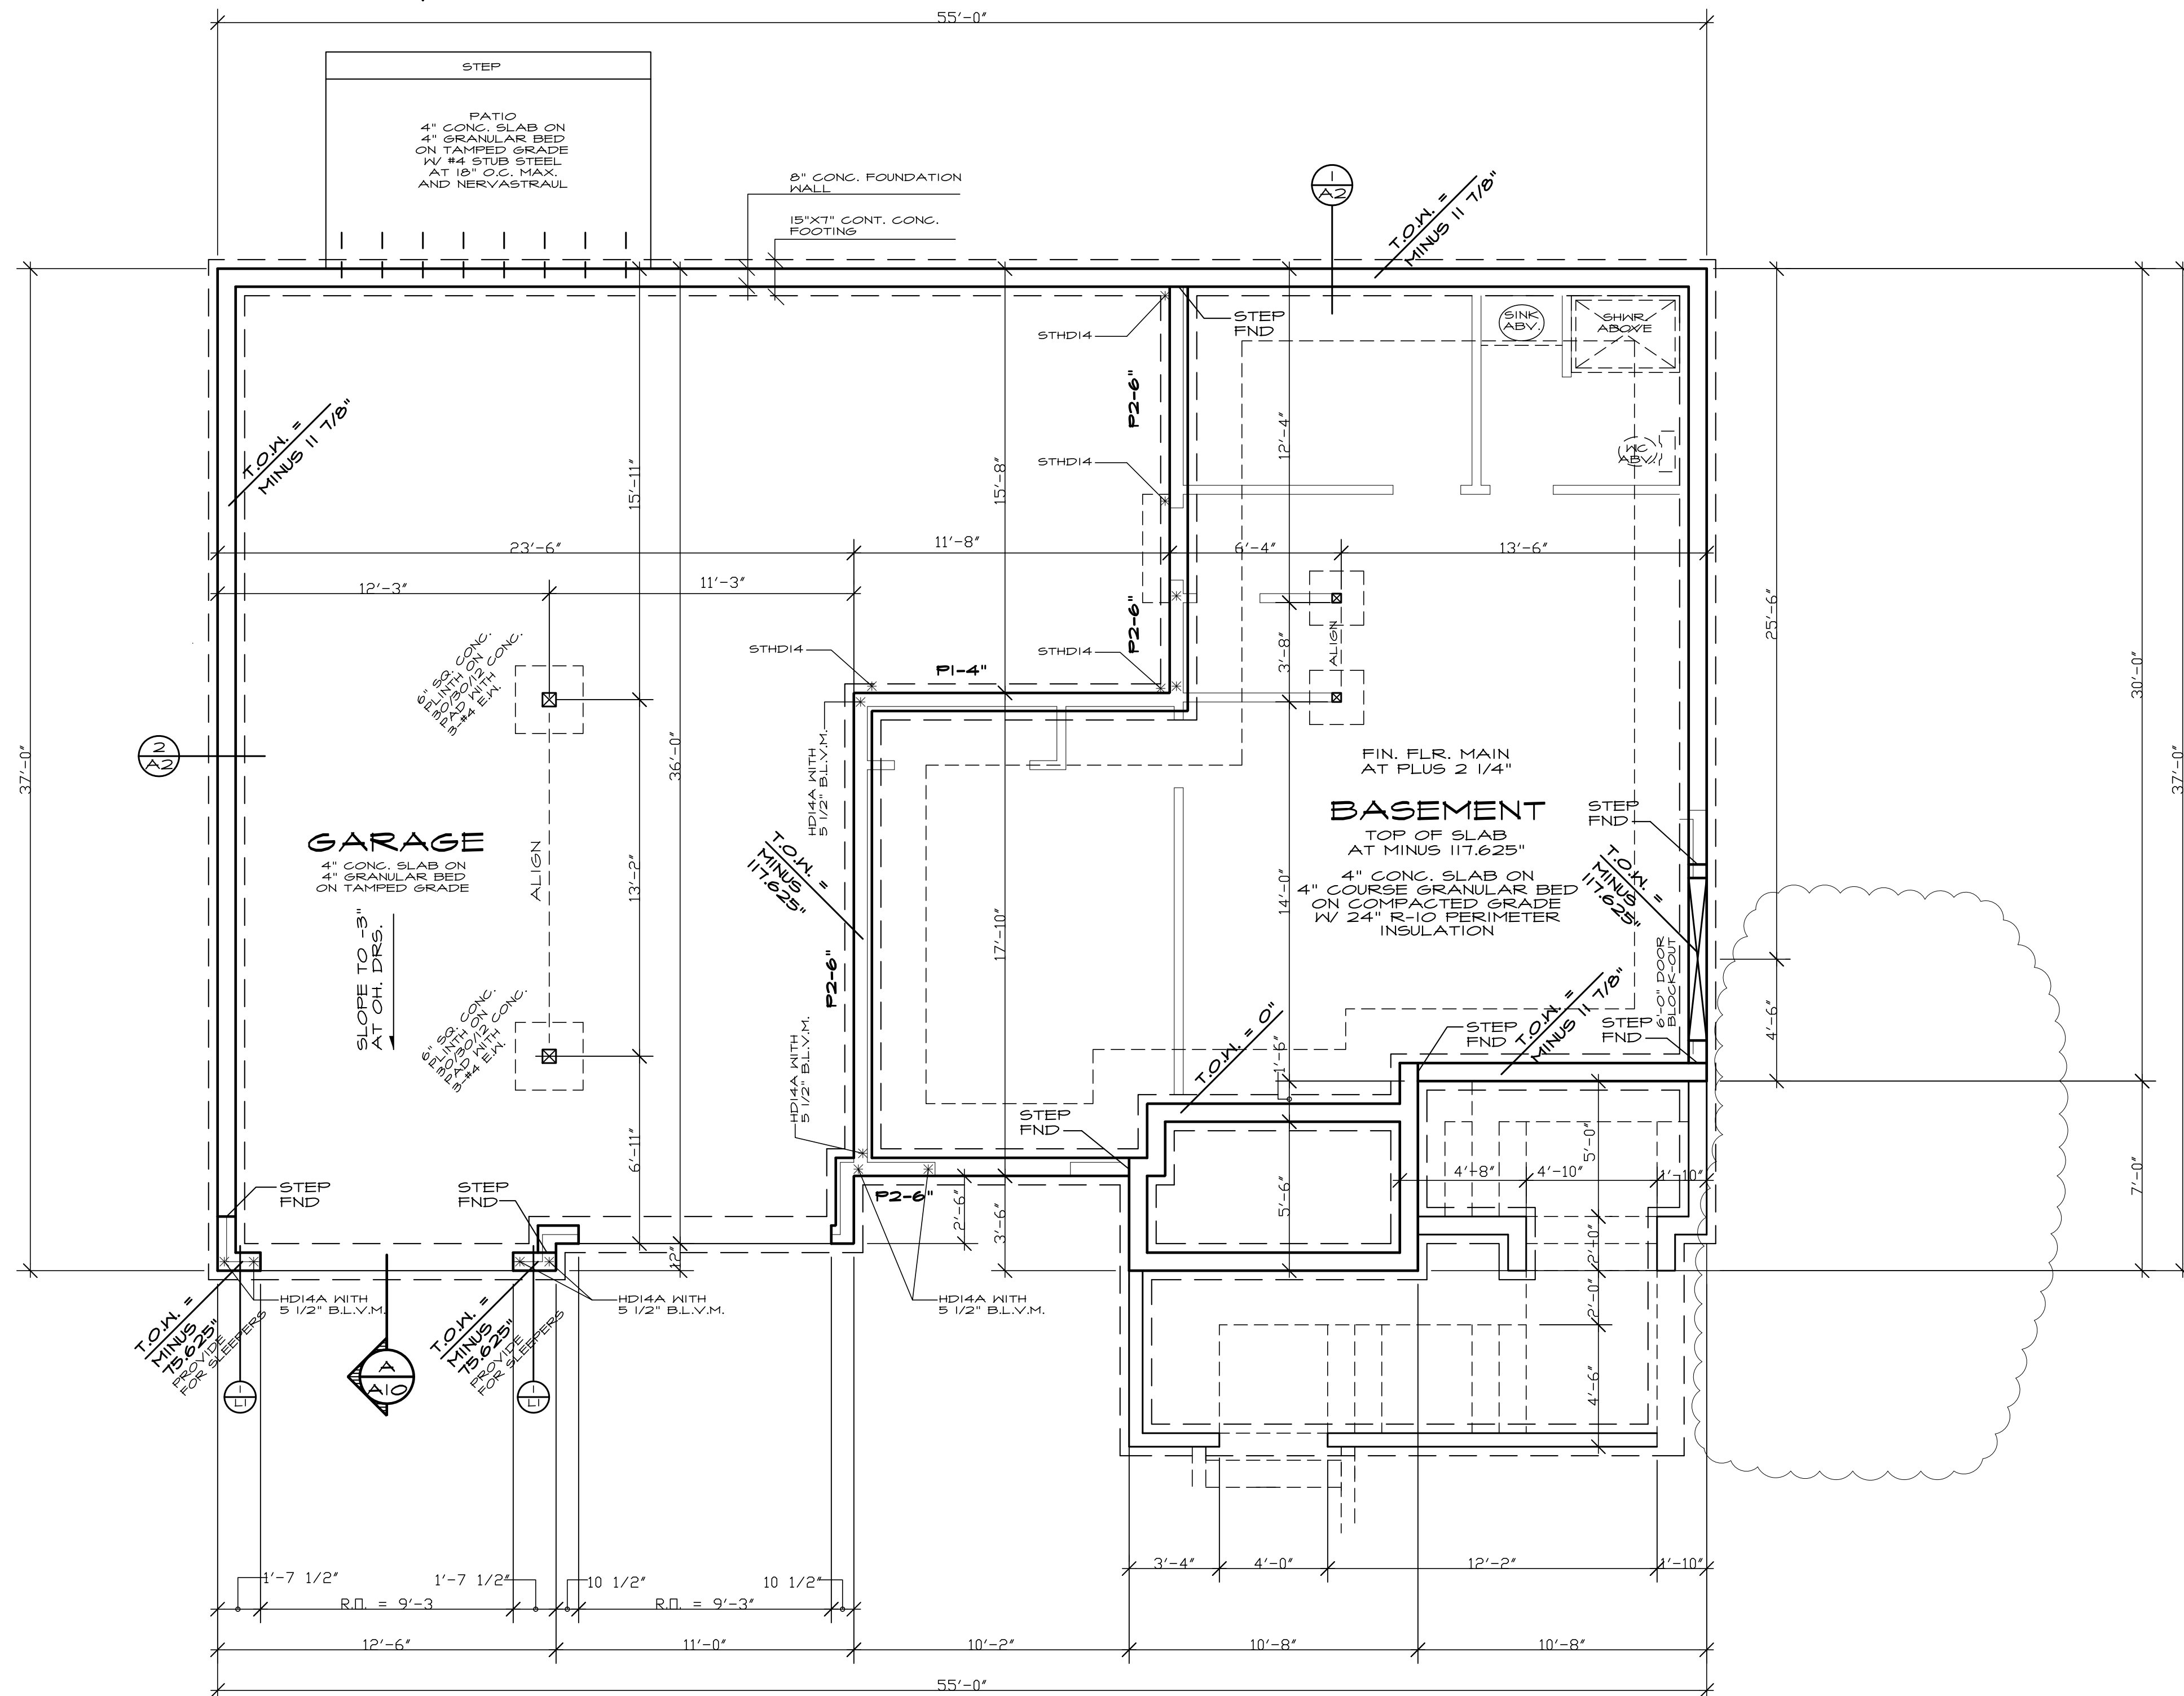 55'-0"
STEP
PATIO
4" CONC. SLAB ON
4" GRANULAR BED
ON TAMPED GRADE
W/ #4 STUB STEEL
AT 18" O.C. MAX.
AND NERVASTRAUL
8" CONC. FOUNDATION
WALL
15"X7" CONT. CONC.
FOOTING
1
A2
T.O.W. =
MINUS 11 7/8"
STHD14
STEP
FND
SINK
ABV.
SHWR.
ABOVE
P2-6"
T.O.W. =
MINUS 11 7/8"
12'-4"
WC
ABV.
STHD14
15'-11"
15'-8"
23'-6"
11'-8"
6'-4"
13'-6"
12'-3"
11'-3"
25'-6"
6" SQ. CONC.
PLINTH ON
30/30/12 CONC.
PAD WITH
3-#4 E.W.
P2-6"
STHD14
STHD14
3'-8"
ALIGN
P1-4"
30'-0"
2
A2
37'-0"
36'-0"
HD14A WITH
5 1/2" B.L.V.M.
FIN. FLR. MAIN
AT PLUS 2 1/4"
37'-0"
GARAGE
4" CONC. SLAB ON
4" GRANULAR BED
ON TAMPED GRADE
ALIGN
13'-2"
T.O.W. =
MINUS
117.625"
BASEMENT
TOP OF SLAB
AT MINUS 117.625"
4" CONC. SLAB ON
4" COURSE GRANULAR BED
ON COMPACTED GRADE
W/ 24" R-10 PERIMETER
INSULATION
14'-0"
STEP
FND
T.O.W. =
MINUS
117.625"
17'-10"
SLOPE TO -3"
AT OH. DRS.
P2-6"
6'-0" DOOR
BLOCK-OUT
6" SQ. CONC.
PLINTH ON
30/30/12 CONC.
PAD WITH
3-#4 E.W.
HD14A WITH
5 1/2" B.L.V.M.
T.O.W. = 0"
1'-6"
STEP
FND
T.O.W. =
MINUS 11 7/8"
STEP
FND
4'-6"
6'-11"
STEP
FND
5'-0"
4'-8"
4'-10"
1'-10"
7'-0"
STEP
FND
STEP
FND
P2-6"
2'-6"
3'-6"
5'-6"
12"
2'-0"
HD14A WITH
5 1/2" B.L.V.M.
HD14A WITH
5 1/2" B.L.V.M.
HD14A WITH
5 1/2" B.L.V.M.
2'-0"
T.O.W. =
MINUS
75.625"
PROVIDE
FOR SLEEPERS
T.O.W. =
MINUS
75.625"
PROVIDE
FOR SLEEPERS
A
A10
1
L1
1
L1
4'-6"
3'-4"
4'-0"
12'-2"
1'-10"
1'-7 1/2"
1'-7 1/2"
10 1/2"
10 1/2"
R.O. = 9'-3
R.O. = 9'-3"
12'-6"
11'-0"
10'-2"
10'-8"
10'-8"
55'-0"